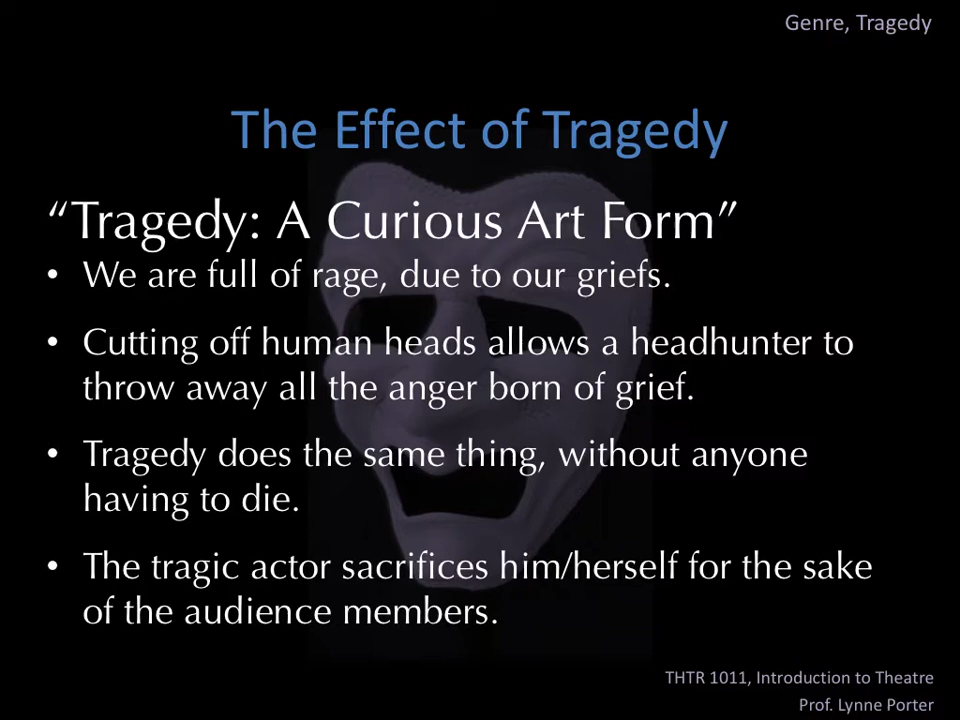 Genre, Tragedy
The Effect of Tragedy
“Tragedy: A Curious Art Form”
• We are full of rage, due to our griefs.
• Cutting off human heads allows a headhunter to
throw away all the anger born of grief.
• Tragedy does the same thing, without anyone
having to die.
• The tragic actor sacrifices him/herself for the sake
of the audience members.
THTR 1011, Introduction to Theatre
Prof. Lynne Porter